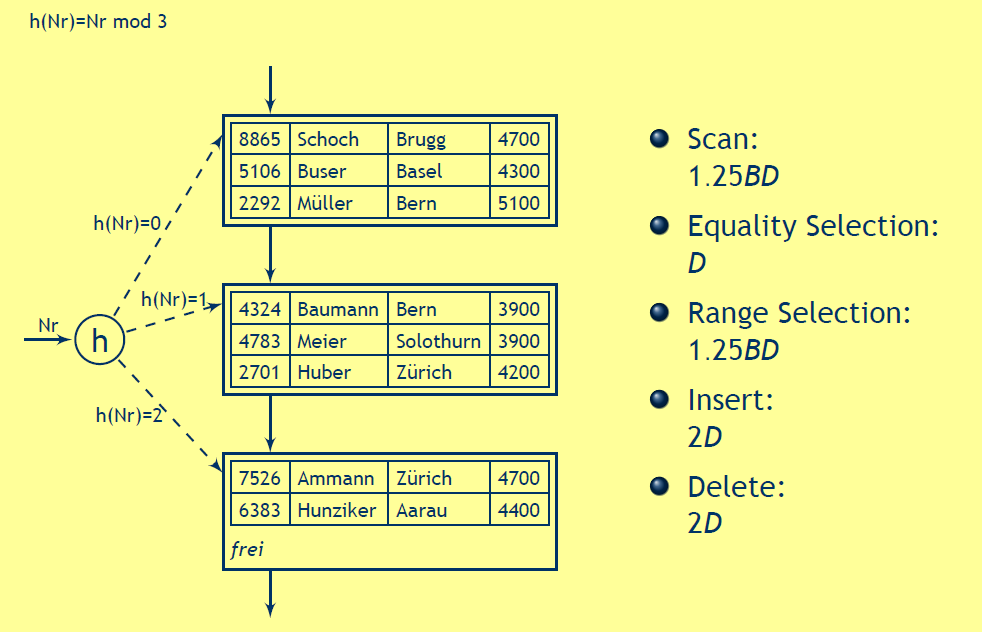 h(Nr)=Nr mod 3
8865 Schoch Brugg 4700
5106 Buser Basel 4300
2292 Müller Bern 5100
h(Nr)=0
h(Nr)=1
4324 Baumann Bern 3900
4783 Meier Solothurn 3900
2701 Huber Zürich 4200
Nr
h
h(Nr)=2
7526 Ammann Zürich 4700
6383 Hunziker Aarau 4400
frei
Scan:
1.25BD
Equality Selection:
D
Range Selection:
1.25BD
Insert:
2D
Delete:
2D